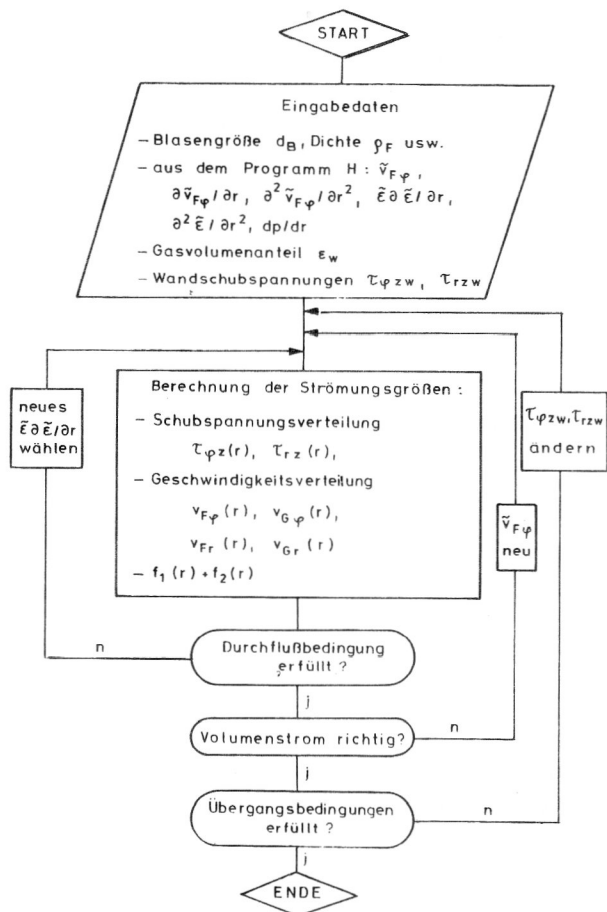 START
Eingabedaten
– Blasengröße d_B, Dichte ρ_F usw.
– aus dem Programm H : ṽ_Fφ ,
∂ṽ_Fφ/∂r , ∂²ṽ_Fφ/∂r² , ε̃∂ε̃/∂r,
∂²ε̃/∂r², dp/dr
– Gasvolumenanteil ε_w
– Wandschubspannungen τ_φzw , τ_rzw
neues
ε̃∂ε̃/∂r
wählen
Berechnung der Strömungsgrößen :
– Schubspannungsverteilung
τ_φz(r), τ_rz(r),
– Geschwindigkeitsverteilung
v_Fφ(r), v_Gφ(r),
v_Fr(r), v_Gr(r)
– f₁(r) + f₂(r)
τ_φzw, τ_rzw
ändern
ṽ_Fφ
neu
n
Durchflußbedingung
erfüllt ?
j
Volumenstrom richtig?
n
j
Übergangsbedingungen
erfüllt ?
n
j
ENDE